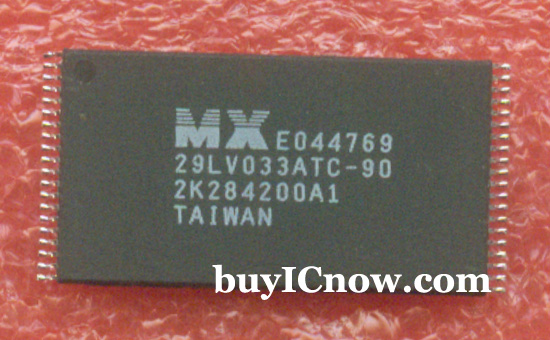 MX E044769
29LV033ATC-90
2K284200A1
TAIWAN
buyICnow.com